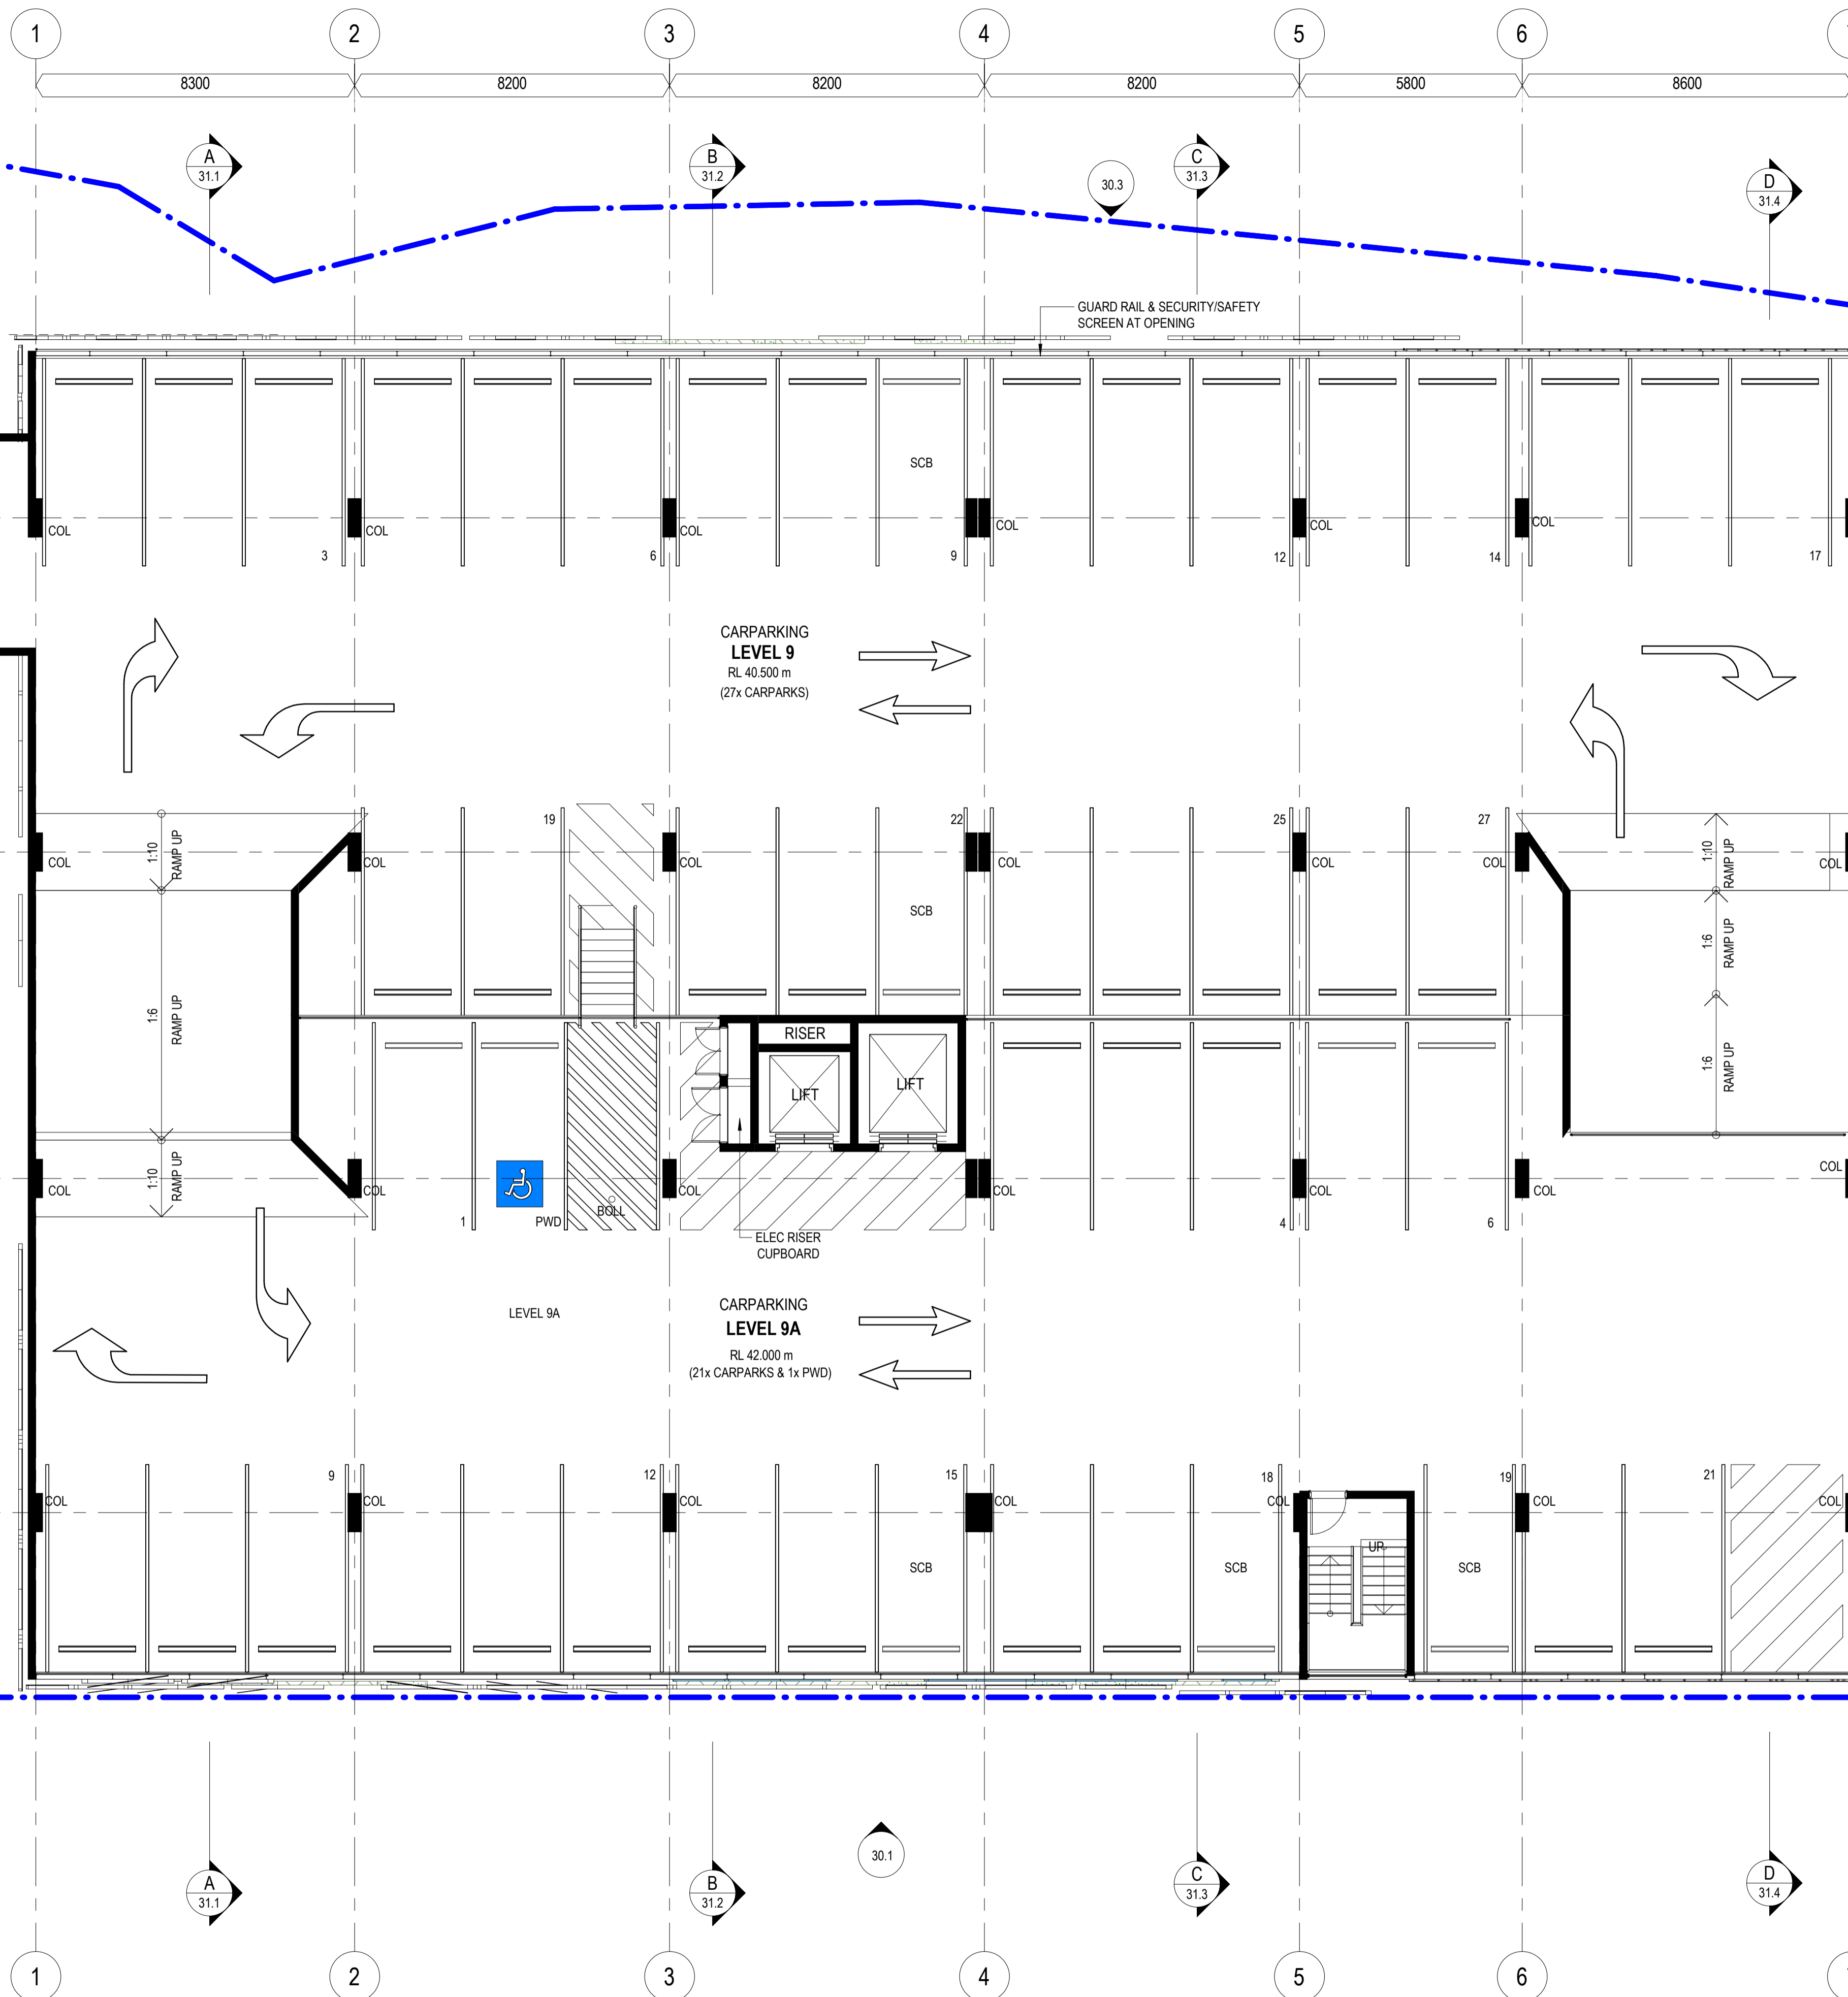 1 2 3 4 5 6
8300 8200 8200 8200 5800 8600
A
31.1
B
31.2
30.3
C
31.3
D
31.4
GUARD RAIL & SECURITY/SAFETY
SCREEN AT OPENING
SCB
COL COL COL COL COL COL
3 6 9 12 14 17
CARPARKING
LEVEL 9
RL 40.500 m
(27x CARPARKS)
19 22 25 27
1:10
RAMP UP
COL COL COL COL COL COL COL
1:10
RAMP UP
SCB
1:6
RAMP UP
1:6
RAMP UP
RISER
LIFT
LIFT
1:6
RAMP UP
1:10
RAMP UP
COL COL COL COL COL COL COL
BOLL
1 PWD 4 6
ELEC RISER
CUPBOARD
LEVEL 9A
CARPARKING
LEVEL 9A
RL 42.000 m
(21x CARPARKS & 1x PWD)
9 12 15 18 19 21
COL COL COL COL COL COL COL
UP
SCB SCB SCB
30.1
A
31.1
B
31.2
C
31.3
D
31.4
1 2 3 4 5 6